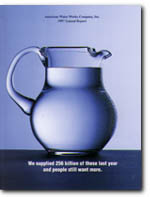 American Water Works Company, Inc.
1997 Annual Report
We supplied 256 billion of these last year
and people still want more.